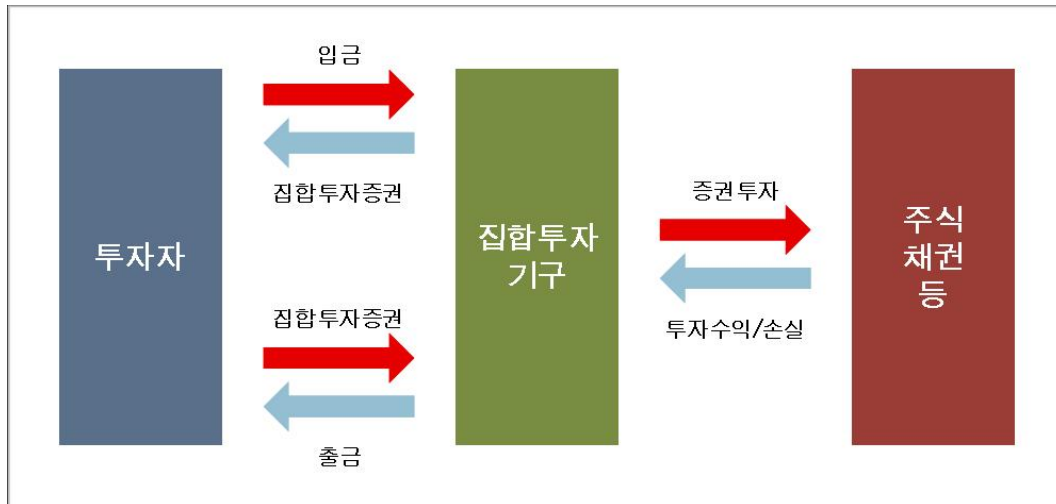 입금
집합투자증권
투자자
집합투자증권
출금
집합투자
기구
증권투자
투자수익/손실
주식
채권
등